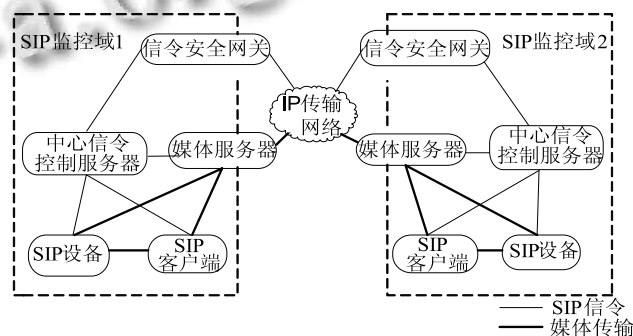 SIP监控域1
信令安全网关
信令安全网关
SIP监控域2
IP传输
网络
中心信令
控制服务器
媒体服务器
媒体服务器
中心信令
控制服务器
SIP设备
SIP
客户端
SIP
客户端
SIP设备
SIP信令
媒体传输